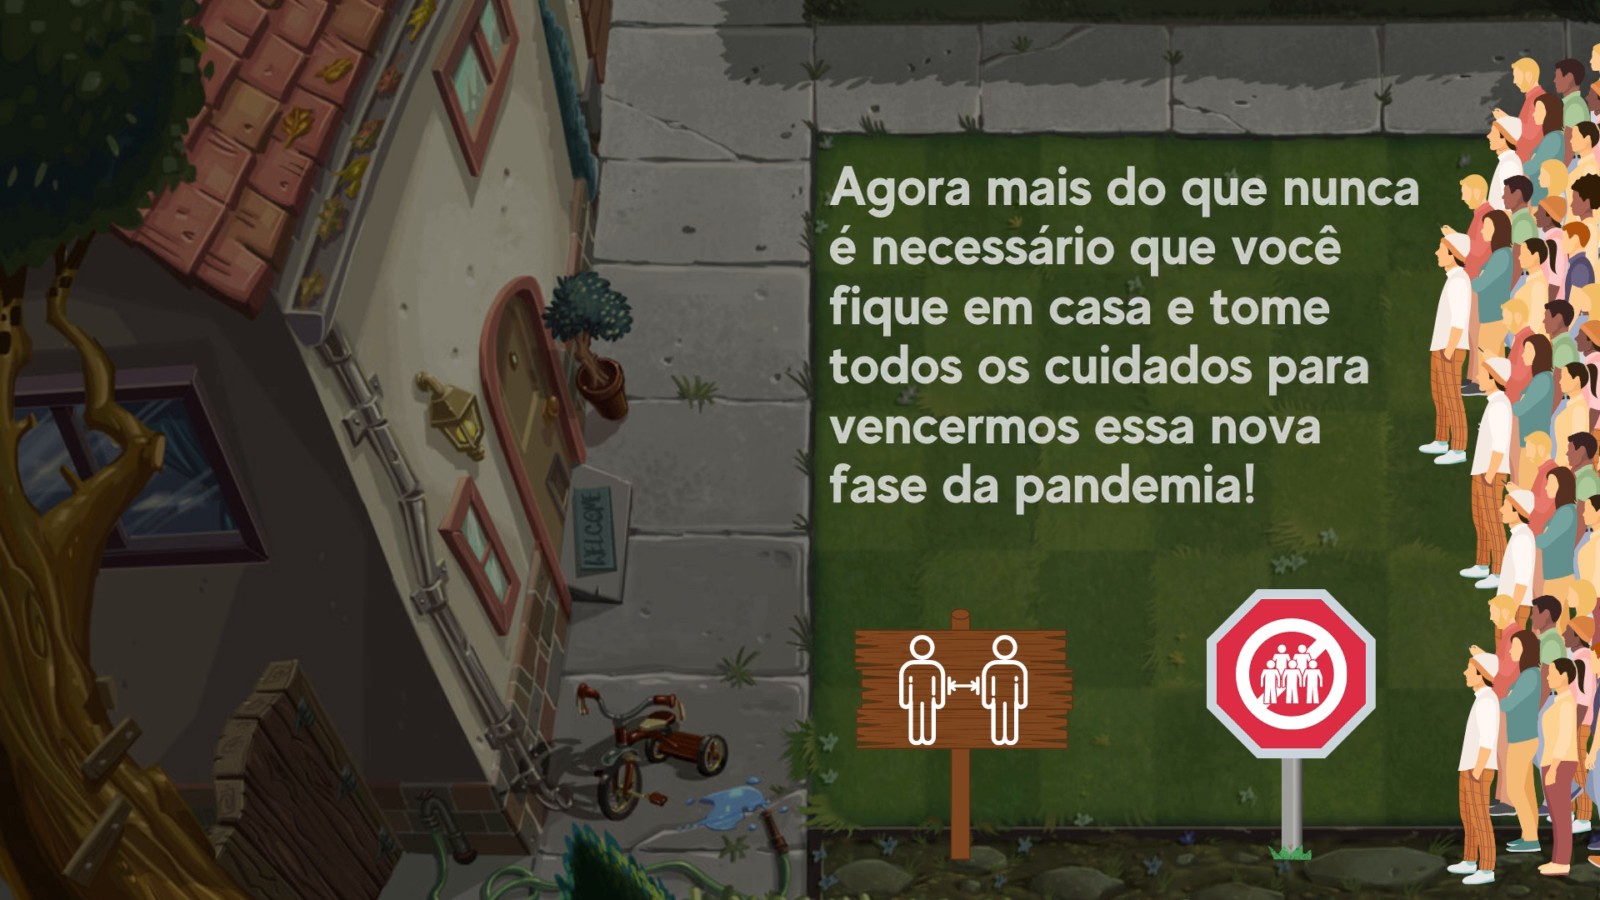 Agora mais do que nunca
é necessário que você
fique em casa e tome
todos os cuidados para
vencermos essa nova
fase da pandemia!
WELCOME